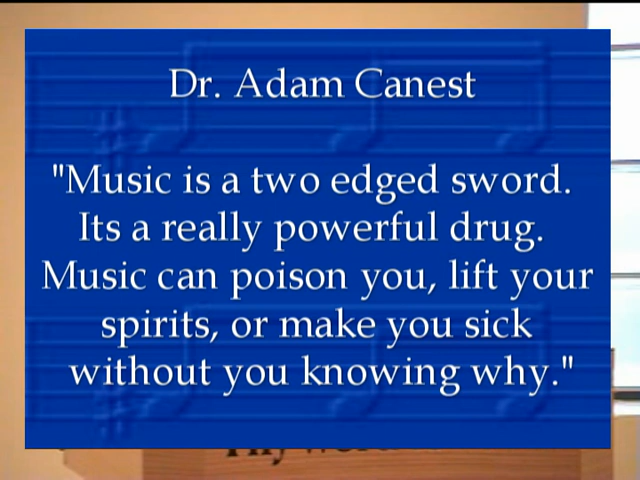 Dr. Adam Canest
"Music is a two edged sword.
Its a really powerful drug.
Music can poison you, lift your
spirits, or make you sick
without you knowing why."